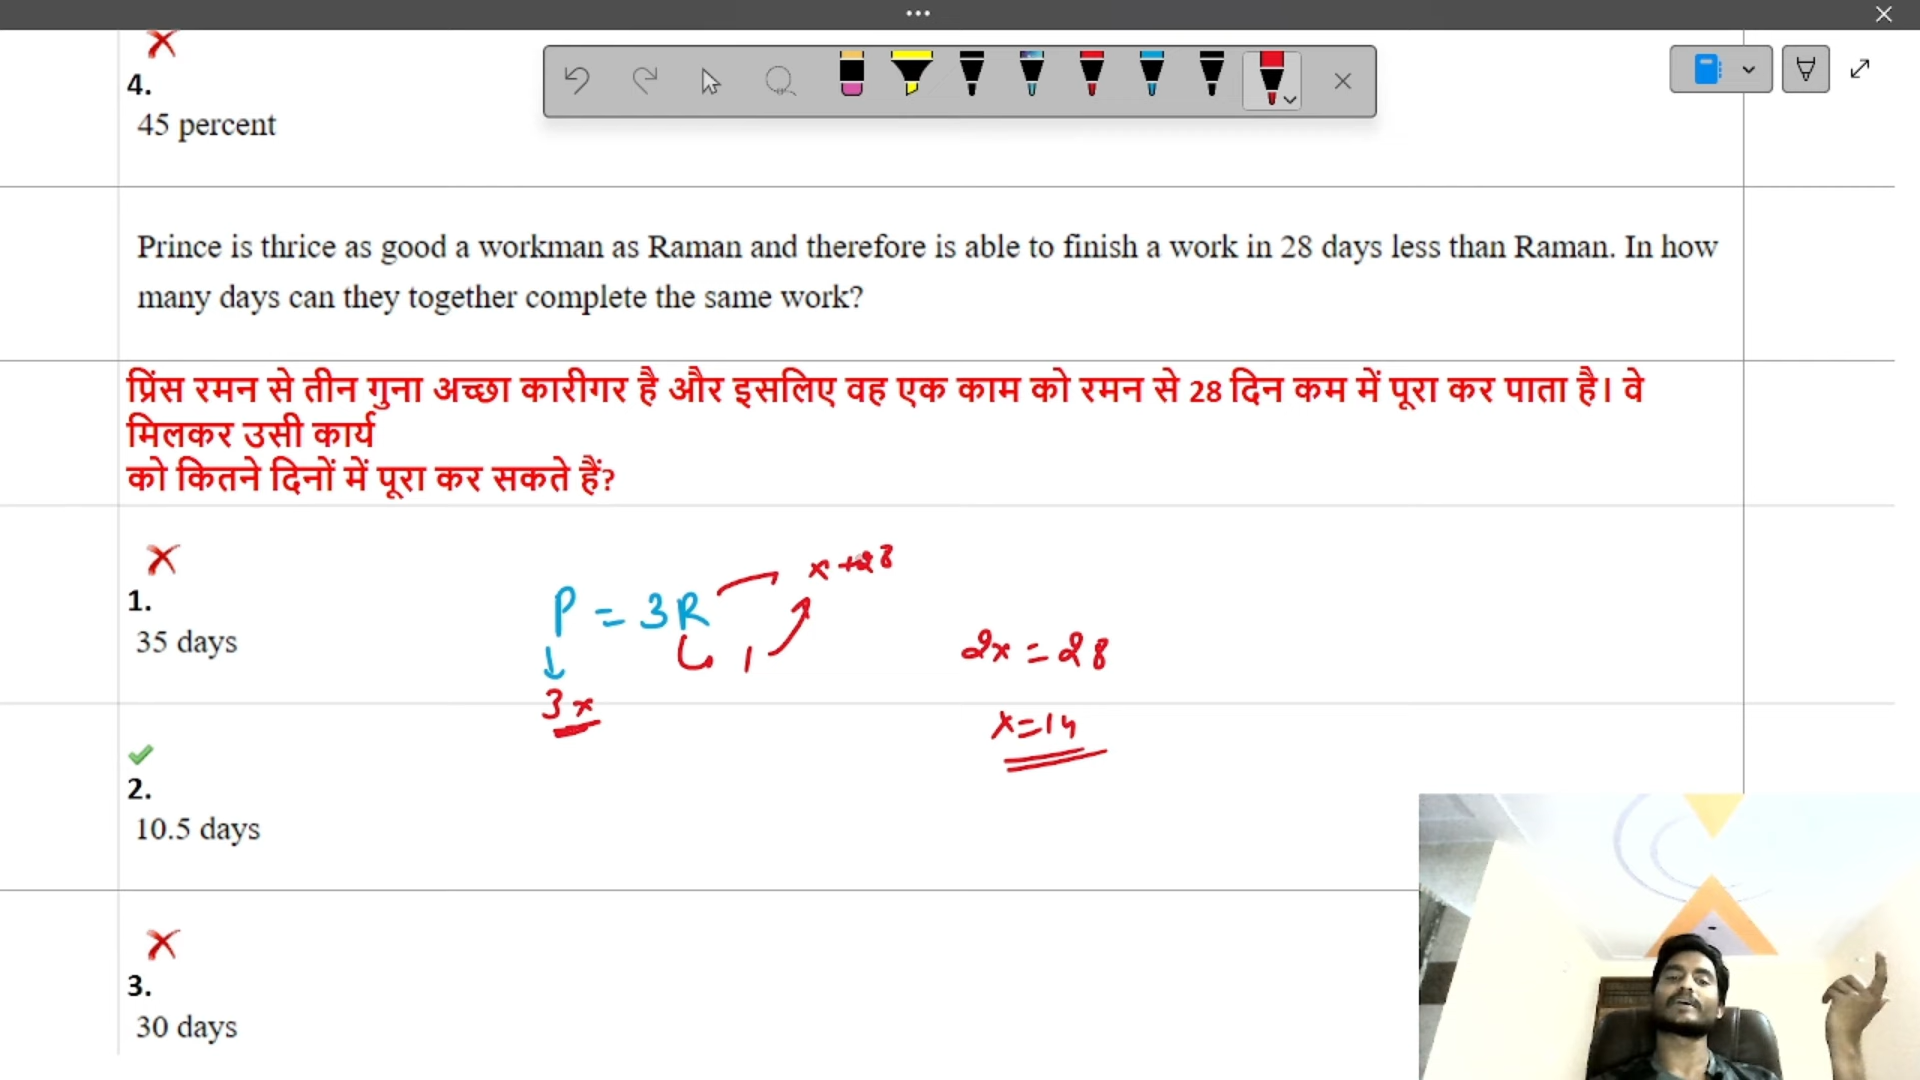 4.
45 percent
Prince is thrice as good a workman as Raman and therefore is able to finish a work in 28 days less than Raman. In how
many days can they together complete the same work?
प्रिंस रमन से तीन गुना अच्छा कारीगर है और इसलिए वह एक काम को रमन से 28 दिन कम में पूरा कर पाता है। वे
मिलकर उसी कार्य
को कितने दिनों में पूरा कर सकते हैं?
1.
35 days
P = 3R
x+28
1
3x
2x = 28
x=14
2.
10.5 days
3.
30 days